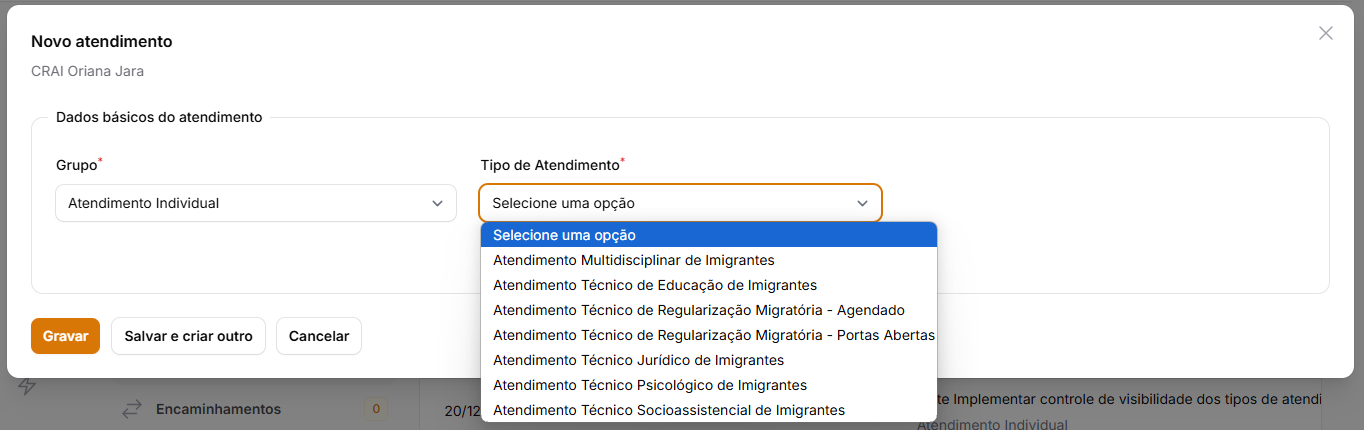 Novo atendimento
CRAI Oriana Jara
Dados básicos do atendimento
Grupo*
Tipo de Atendimento*
Atendimento Individual
Selecione uma opção
Selecione uma opção
Atendimento Multidisciplinar de Imigrantes
Atendimento Técnico de Educação de Imigrantes
Atendimento Técnico de Regularização Migratória - Agendado
Atendimento Técnico de Regularização Migratória - Portas Abertas
Atendimento Técnico Jurídico de Imigrantes
Atendimento Técnico Psicológico de Imigrantes
Atendimento Técnico Socioassistencial de Imigrantes
Gravar
Salvar e criar outro
Cancelar
Encaminhamentos
0
20/12
Implementar controle de visibilidade dos tipos de atendi
Atendimento Individual